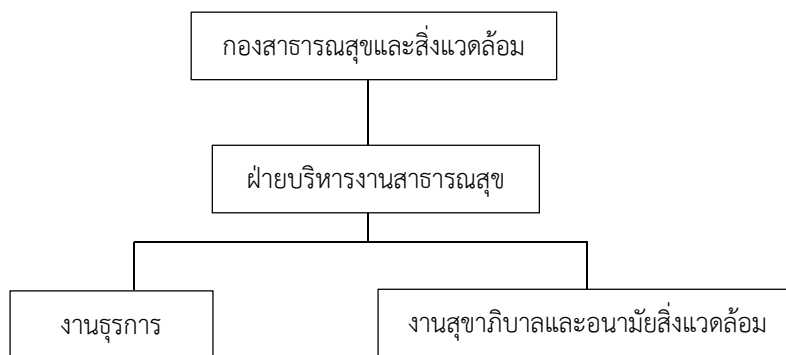 กองสาธารณสุขและสิ่งแวดล้อม
ฝ่ายบริหารงานสาธารณสุข
งานธุรการ
งานสุขาภิบาลและอนามัยสิ่งแวดล้อม